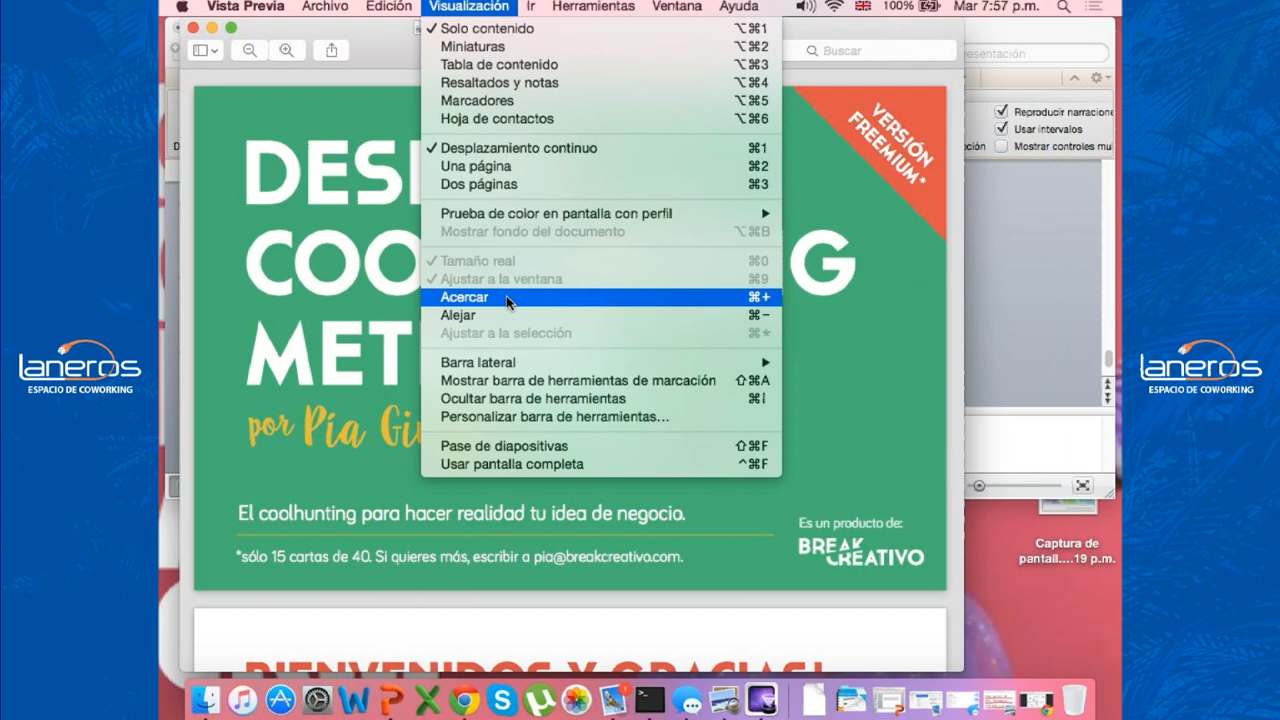 Vista Previa Archivo Edición Visualización Ir Herramientas Ventana Ayuda 100% Mar 7:57 p.m.
Buscar
esentación
✓ Solo contenido ⌥⌘1
Miniaturas ⌥⌘2
Tabla de contenido ⌥⌘3
Resaltados y notas ⌥⌘4
Marcadores ⌥⌘5
Hoja de contactos ⌥⌘6
✓ Desplazamiento continuo ⌘1
Una página ⌘2
Dos páginas ⌘3
Prueba de color en pantalla con perfil ▶
Mostrar fondo del documento ⌥⌘B
✓ Tamaño real ⌘0
✓ Ajustar a la ventana ⌘9
Acercar ⌘+
Alejar ⌘−
Ajustar a la selección ⌘*
Barra lateral ▶
Mostrar barra de herramientas de marcación ⇧⌘A
Ocultar barra de herramientas
Personalizar barra de herramientas...
Pase de diapositivas ⇧⌘F
Usar pantalla completa ^⌘F
Reproducir narracione
Usar intervalos
ción Mostrar controles mu
D
VERSIÓN
FREEMIUM*
DES
COO G
MET
por Pía Gi
El coolhunting para hacer realidad tu idea de negocio.
*sólo 15 cartas de 40. Si quieres más, escribir a pia@breakcreativo.com.
Es un producto de:
BREAK
CREATIVO
BIENVENIDOS Y GRACIAS!
Captura de
pantall....19 p.m.
Laneros
ESPACIO DE COWORKING
Laneros
ESPACIO DE COWORKING